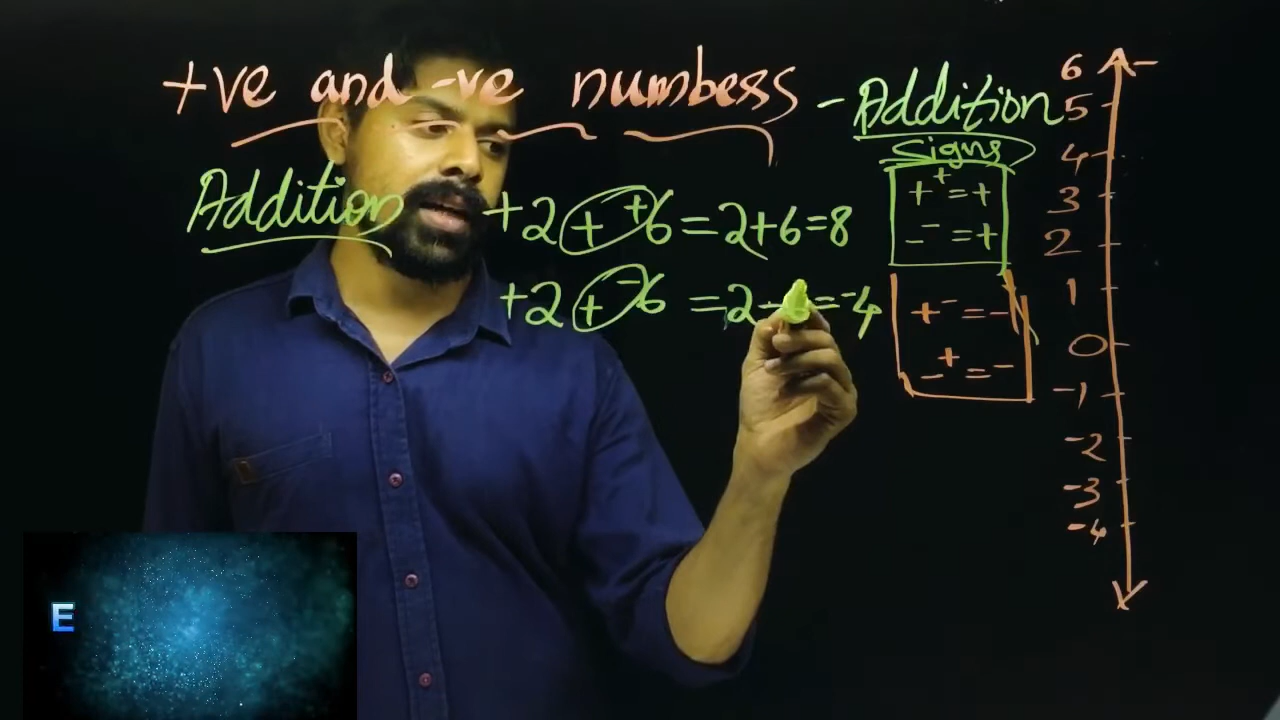 +ve and -ve numbess - Addition
Signs
Addition +2 + +6 = 2+6=8
+2 + -6 = 2 - = -4
+ + = +
- - = +
+ - = -
- + = -
6
5
4
3
2
1
0
-1
-2
-3
-4
E